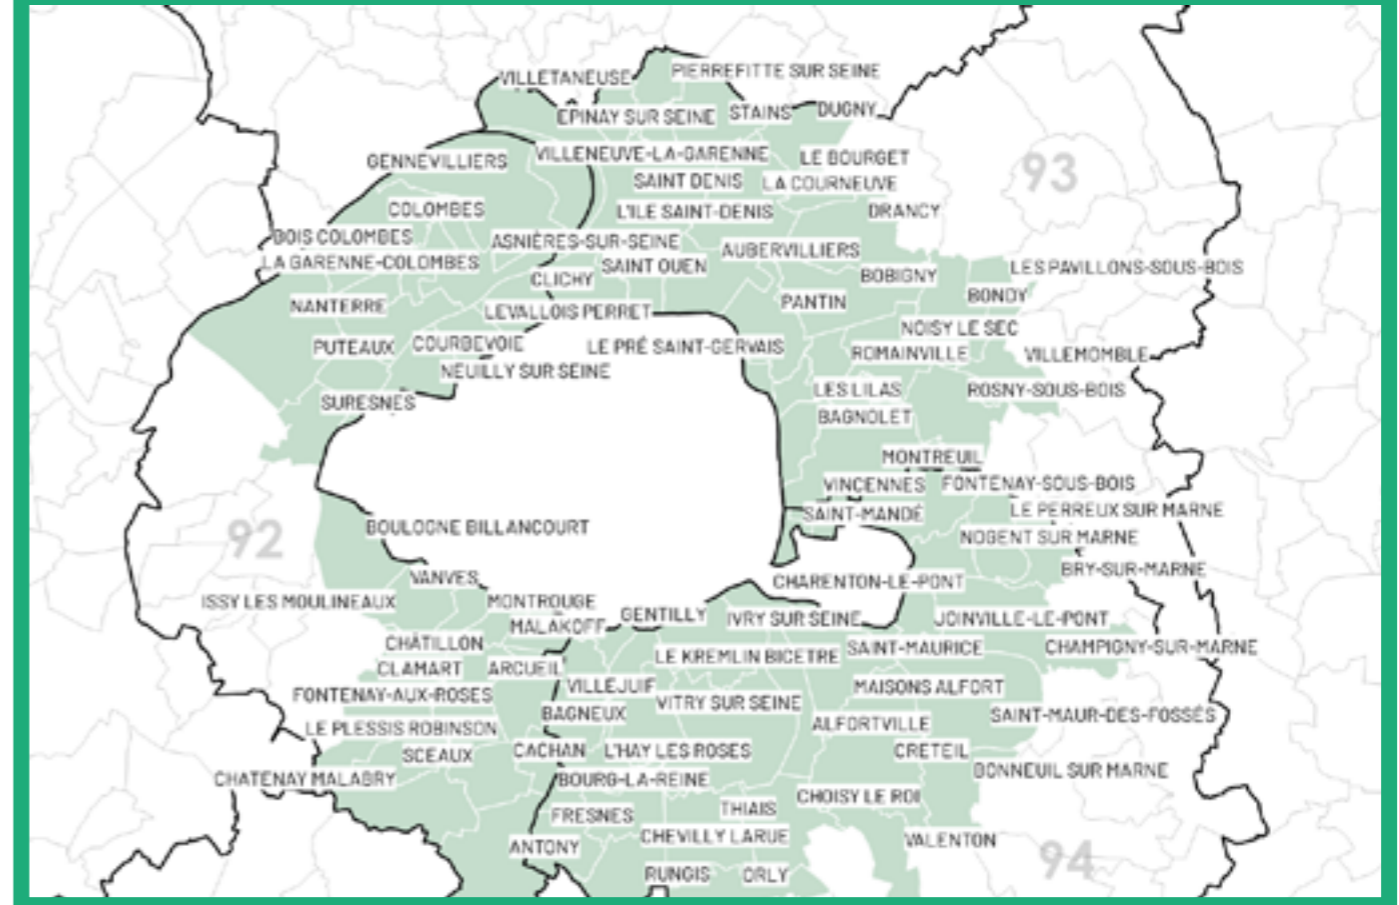 PIERREFITTE SUR SEINE
VILLETANEUSE
EPINAY SUR SEINE
STAINS
DUGNY
VILLENEUVE-LA-GARENNE
GENNEVILLIERS
LE BOURGET
93
SAINT DENIS
LA COURNEUVE
COLOMBES
L'ILE SAINT-DENIS
DRANCY
BOIS COLOMBES
ASNIÈRES-SUR-SEINE
AUBERVILLIERS
LA GARENNE-COLOMBES
SAINT OUEN
LES PAVILLONS-SOUS-BOIS
CLICHY
BOBIGNY
NANTERRE
LEVALLOIS PERRET
PANTIN
BONDY
NOISY LE SEC
PUTEAUX
COURBEVOIE
LE PRÉ SAINT-GERVAIS
ROMAINVILLE
VILLEMOMBLE
NEUILLY SUR SEINE
LES LILAS
ROSNY-SOUS-BOIS
SURESNES
BAGNOLET
MONTREUIL
VINCENNES
FONTENAY-SOUS-BOIS
SAINT-MANDÉ
LE PERREUX SUR MARNE
92
BOULOGNE BILLANCOURT
NOGENT SUR MARNE
VANVES
CHARENTON-LE-PONT
BRY-SUR-MARNE
ISSY LES MOULINEAUX
MONTROUGE
GENTILLY
IVRY SUR SEINE
JOINVILLE-LE-PONT
MALAKOFF
CHÂTILLON
LE KREMLIN BICETRE
SAINT-MAURICE
CHAMPIGNY-SUR-MARNE
CLAMART
ARCUEIL
FONTENAY-AUX-ROSES
VILLEJUIF
VITRY SUR SEINE
MAISONS ALFORT
BAGNEUX
SAINT-MAUR-DES-FOSSÉS
LE PLESSIS ROBINSON
ALFORTVILLE
SCEAUX
CACHAN
L'HAY LES ROSES
CRETEIL
CHATENAY MALABRY
BOURG-LA-REINE
BONNEUIL SUR MARNE
FRESNES
THIAIS
CHOISY LE ROI
ANTONY
CHEVILLY LARUE
VALENTON
RUNGIS
ORLY
94